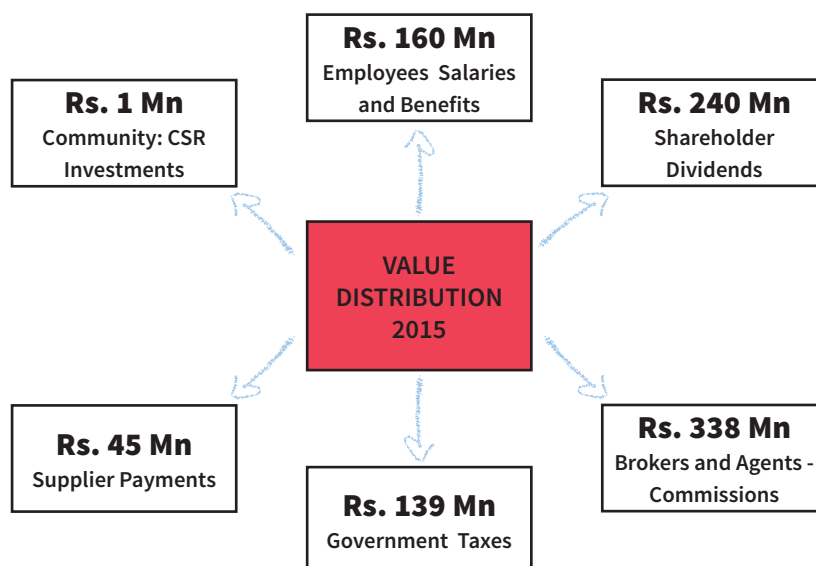 Rs. 160 Mn
Employees Salaries
and Benefits
Rs. 1 Mn
Community: CSR
Investments
Rs. 240 Mn
Shareholder
Dividends
VALUE
DISTRIBUTION
2015
Rs. 45 Mn
Supplier Payments
Rs. 139 Mn
Government Taxes
Rs. 338 Mn
Brokers and Agents -
Commissions